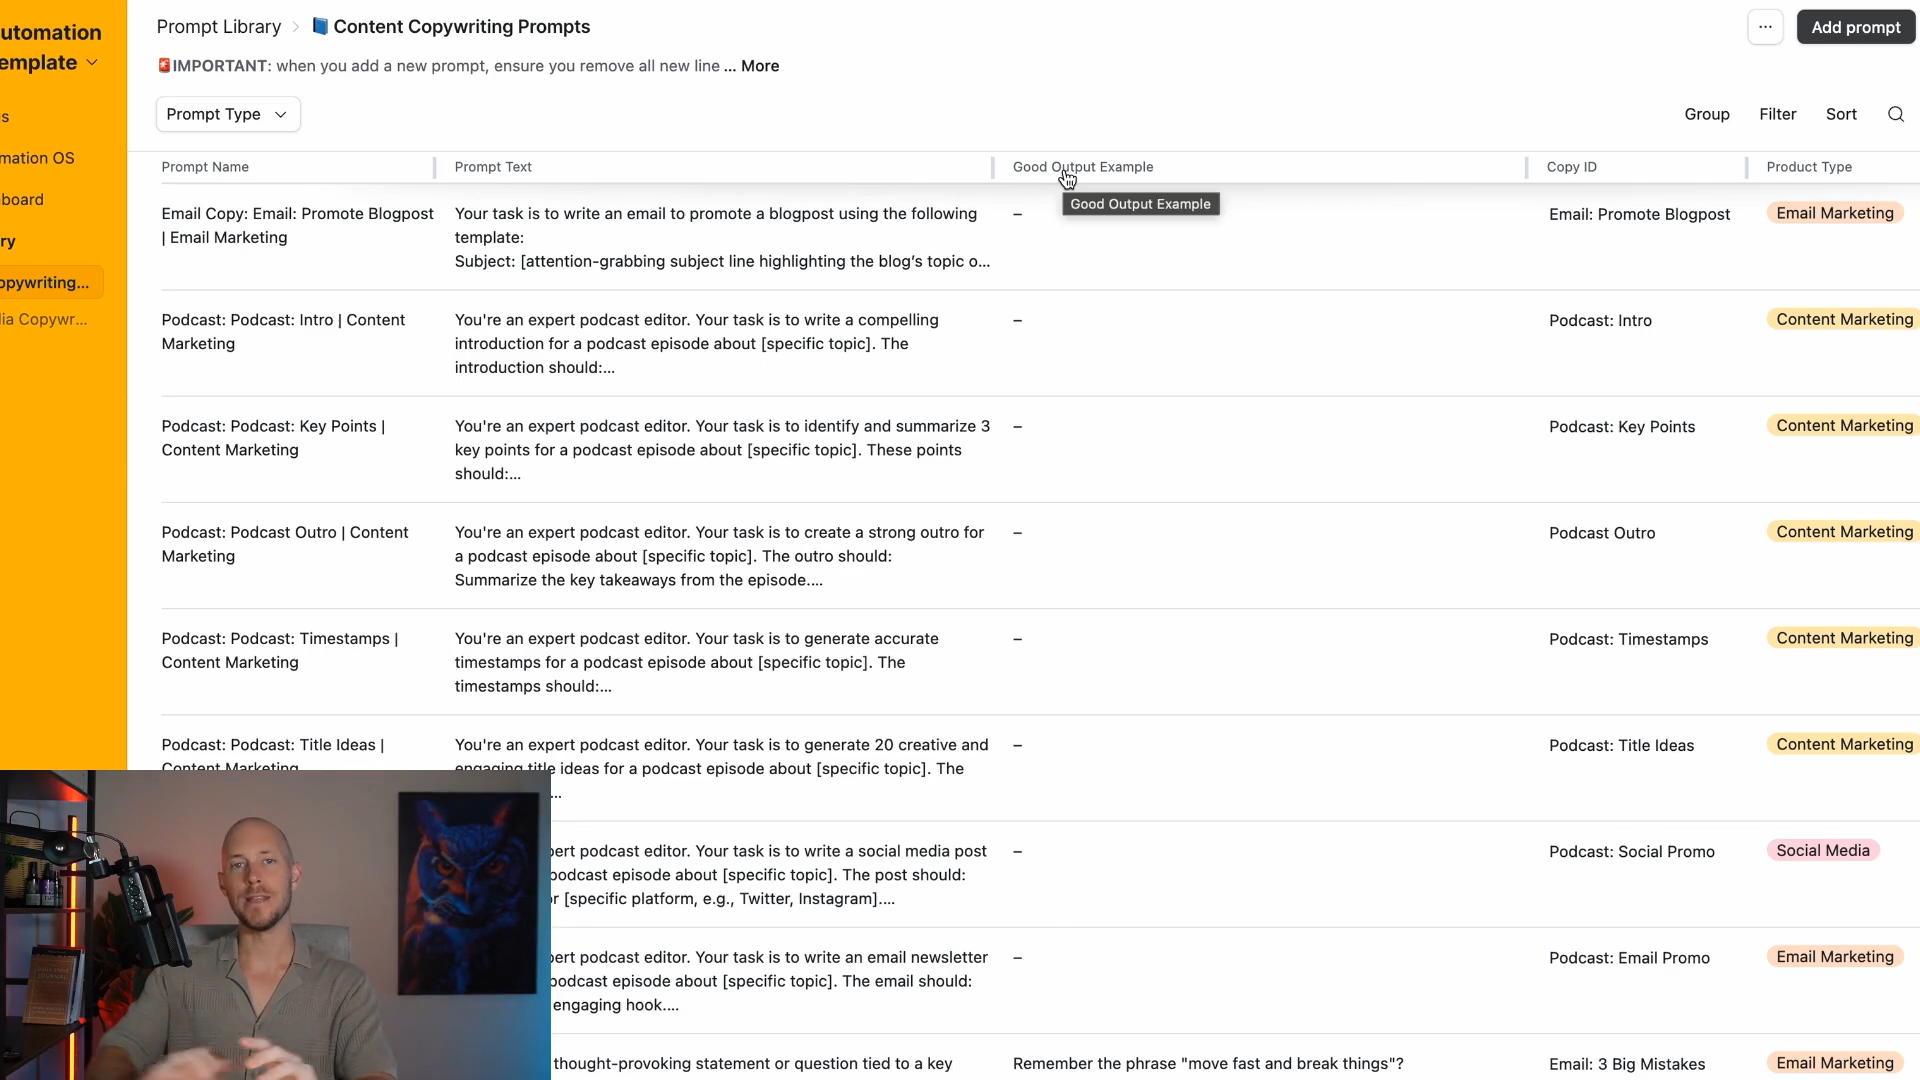 utomation
emplate
Prompt Library > Content Copywriting Prompts
... Add prompt
IMPORTANT: when you add a new prompt, ensure you remove all new line ... More
Prompt Type
Group Filter Sort
s
mation OS
board
ry
opywriting...
ia Copywr...
Prompt Name Prompt Text Good Output Example Copy ID Product Type
Good Output Example
Email Copy: Email: Promote Blogpost
| Email Marketing
Your task is to write an email to promote a blogpost using the following
template:
Subject: [attention-grabbing subject line highlighting the blog's topic o...
–
Email: Promote Blogpost
Email Marketing
Podcast: Podcast: Intro | Content
Marketing
You're an expert podcast editor. Your task is to write a compelling
introduction for a podcast episode about [specific topic]. The
introduction should:...
–
Podcast: Intro
Content Marketing
Podcast: Podcast: Key Points |
Content Marketing
You're an expert podcast editor. Your task is to identify and summarize 3
key points for a podcast episode about [specific topic]. These points
should:...
–
Podcast: Key Points
Content Marketing
Podcast: Podcast Outro | Content
Marketing
You're an expert podcast editor. Your task is to create a strong outro for
a podcast episode about [specific topic]. The outro should:
Summarize the key takeaways from the episode....
–
Podcast Outro
Content Marketing
Podcast: Podcast: Timestamps |
Content Marketing
You're an expert podcast editor. Your task is to generate accurate
timestamps for a podcast episode about [specific topic]. The
timestamps should:...
–
Podcast: Timestamps
Content Marketing
Podcast: Podcast: Title Ideas |
Content Marketing
You're an expert podcast editor. Your task is to generate 20 creative and
engaging title ideas for a podcast episode about [specific topic]. The
...
–
Podcast: Title Ideas
Content Marketing
ert podcast editor. Your task is to write a social media post
podcast episode about [specific topic]. The post should:
r [specific platform, e.g., Twitter, Instagram]....
–
Podcast: Social Promo
Social Media
ert podcast editor. Your task is to write an email newsletter
podcast episode about [specific topic]. The email should:
engaging hook....
–
Podcast: Email Promo
Email Marketing
thought-provoking statement or question tied to a key
Remember the phrase "move fast and break things"?
Email: 3 Big Mistakes
Email Marketing